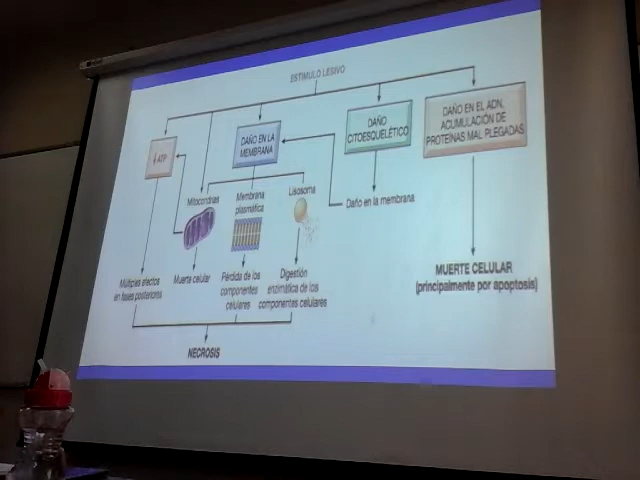 ESTIMULO LESIVO
↓ATP
DAÑO EN LA
MEMBRANA
DAÑO
CITOESQUELÉTICO
DAÑO EN EL ADN,
ACUMULACIÓN DE
PROTEÍNAS MAL PLEGADAS
Mitocondrias
Membrana
plasmática
Lisosoma
Daño en la membrana
Múltiples efectos
en fases posteriores
Muerte celular
Pérdida de los
componentes
celulares
Digestión
enzimática de los
componentes celulares
MUERTE CELULAR
(principalmente por apoptosis)
NECROSIS